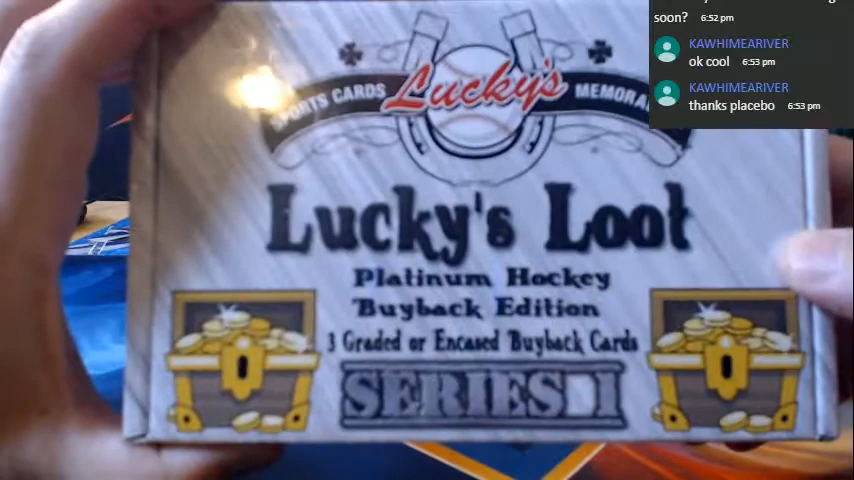 soon? 6:52 pm
KAWHIMEARIVER
ok cool 6:53 pm
KAWHIMEARIVER
thanks placebo 6:53 pm
SPORTS CARDS Lucky's
Lucky's Loot
Platinum Hockey
Buyback Edition
3 Graded or Encased Buyback Cards
SERIES 1